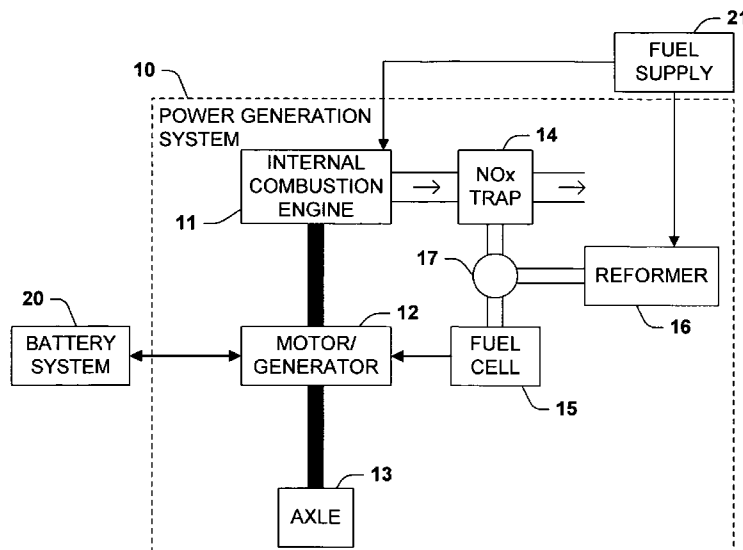 21
FUEL
SUPPLY
10
POWER GENERATION
SYSTEM
14
INTERNAL
COMBUSTION
ENGINE
11
NOx
TRAP
17
REFORMER
16
20
BATTERY
SYSTEM
12
MOTOR/
GENERATOR
FUEL
CELL
15
13
AXLE